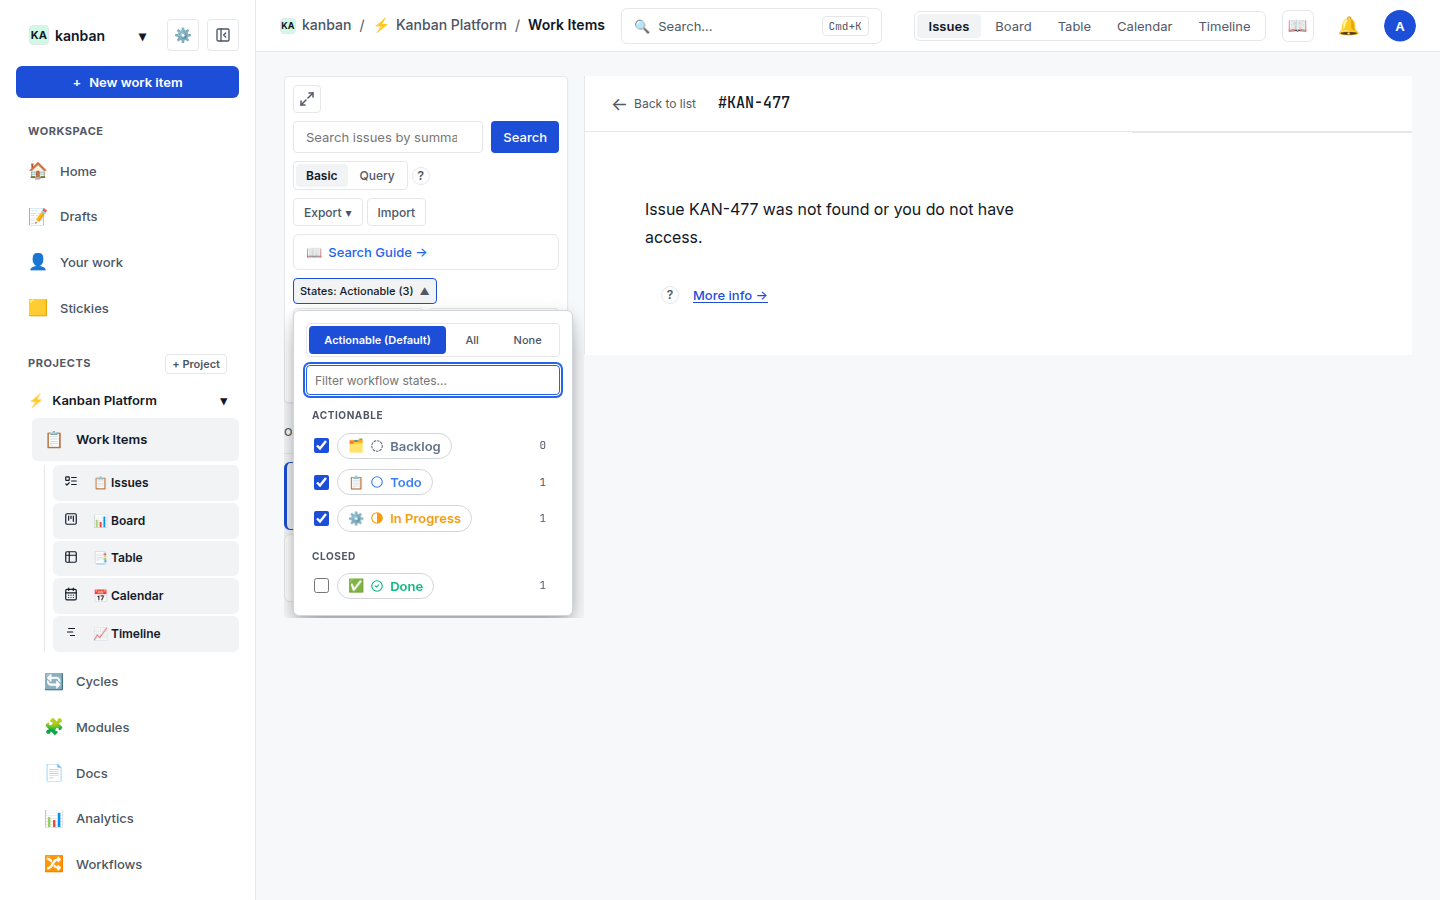 KA kanban ▾
+ New work item
WORKSPACE
Home
Drafts
Your work
Stickies
PROJECTS
+ Project
Kanban Platform ▾
Work Items
Issues
Board
Table
Calendar
Timeline
Cycles
Modules
Docs
Analytics
Workflows
KA kanban / Kanban Platform / Work Items
Search... Cmd+K
Issues Board Table Calendar Timeline
A
Search issues by summa
Search
Basic Query ?
Export ▾ Import
Search Guide →
States: Actionable (3) ▲
Actionable (Default) All None
Filter workflow states...
ACTIONABLE
Backlog 0
Todo 1
In Progress 1
CLOSED
Done 1
← Back to list #KAN-477
Issue KAN-477 was not found or you do not have
access.
? More info →